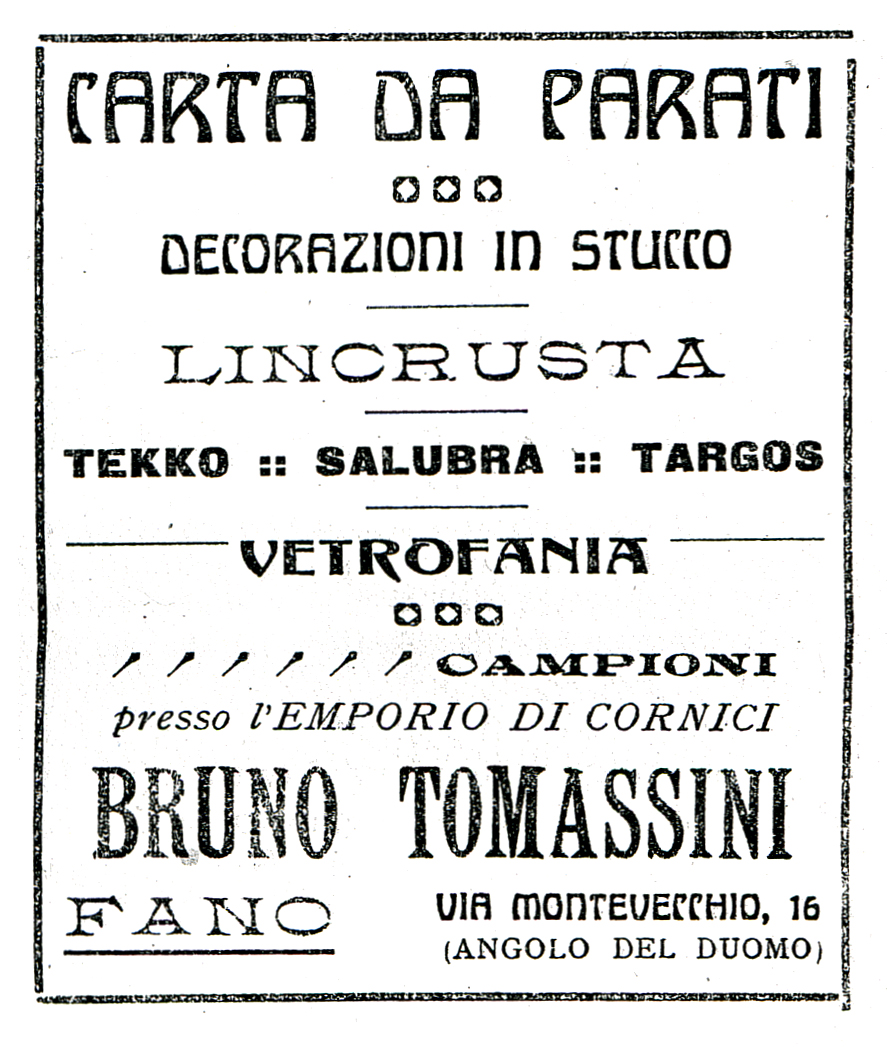 CARTA DA PARATI
DECORAZIONI IN STUCCO
LINCRUSTA
TEKKO :: SALUBRA :: TARGOS
VETROFANIA
CAMPIONI
presso l'EMPORIO DI CORNICI
BRUNO TOMASSINI
FANO
VIA MONTEVECCHIO, 16
(ANGOLO DEL DUOMO)